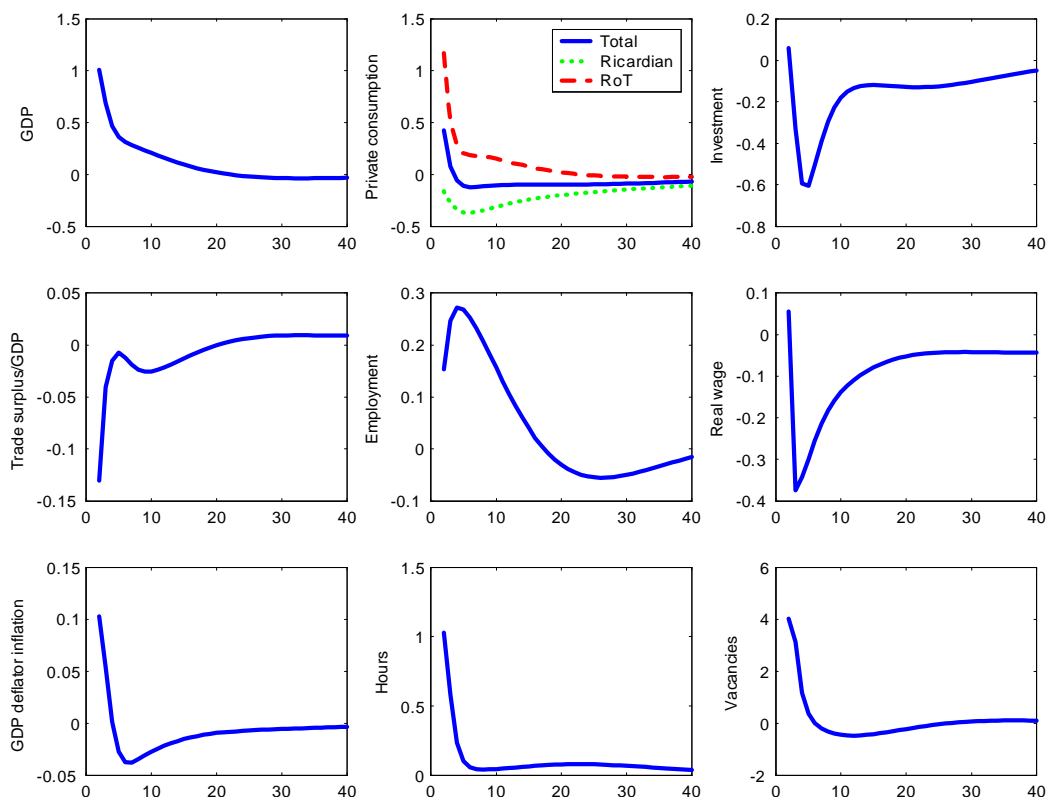 GDP
1.5
1
0.5
0
-0.5
0 10 20 30 40
Private consumption
1.5
1
0.5
0
-0.5
0 10 20 30 40
Total
Ricardian
RoT
Investment
0.2
0
-0.2
-0.4
-0.6
-0.8
0 10 20 30 40
Trade surplus/GDP
0.05
0
-0.05
-0.1
-0.15
0 10 20 30 40
Employment
0.3
0.2
0.1
0
-0.1
0 10 20 30 40
Real wage
0.1
0
-0.1
-0.2
-0.3
-0.4
0 10 20 30 40
GDP deflator inflation
0.15
0.1
0.05
0
-0.05
0 10 20 30 40
Hours
1.5
1
0.5
0
0 10 20 30 40
Vacancies
6
4
2
0
-2
0 10 20 30 40